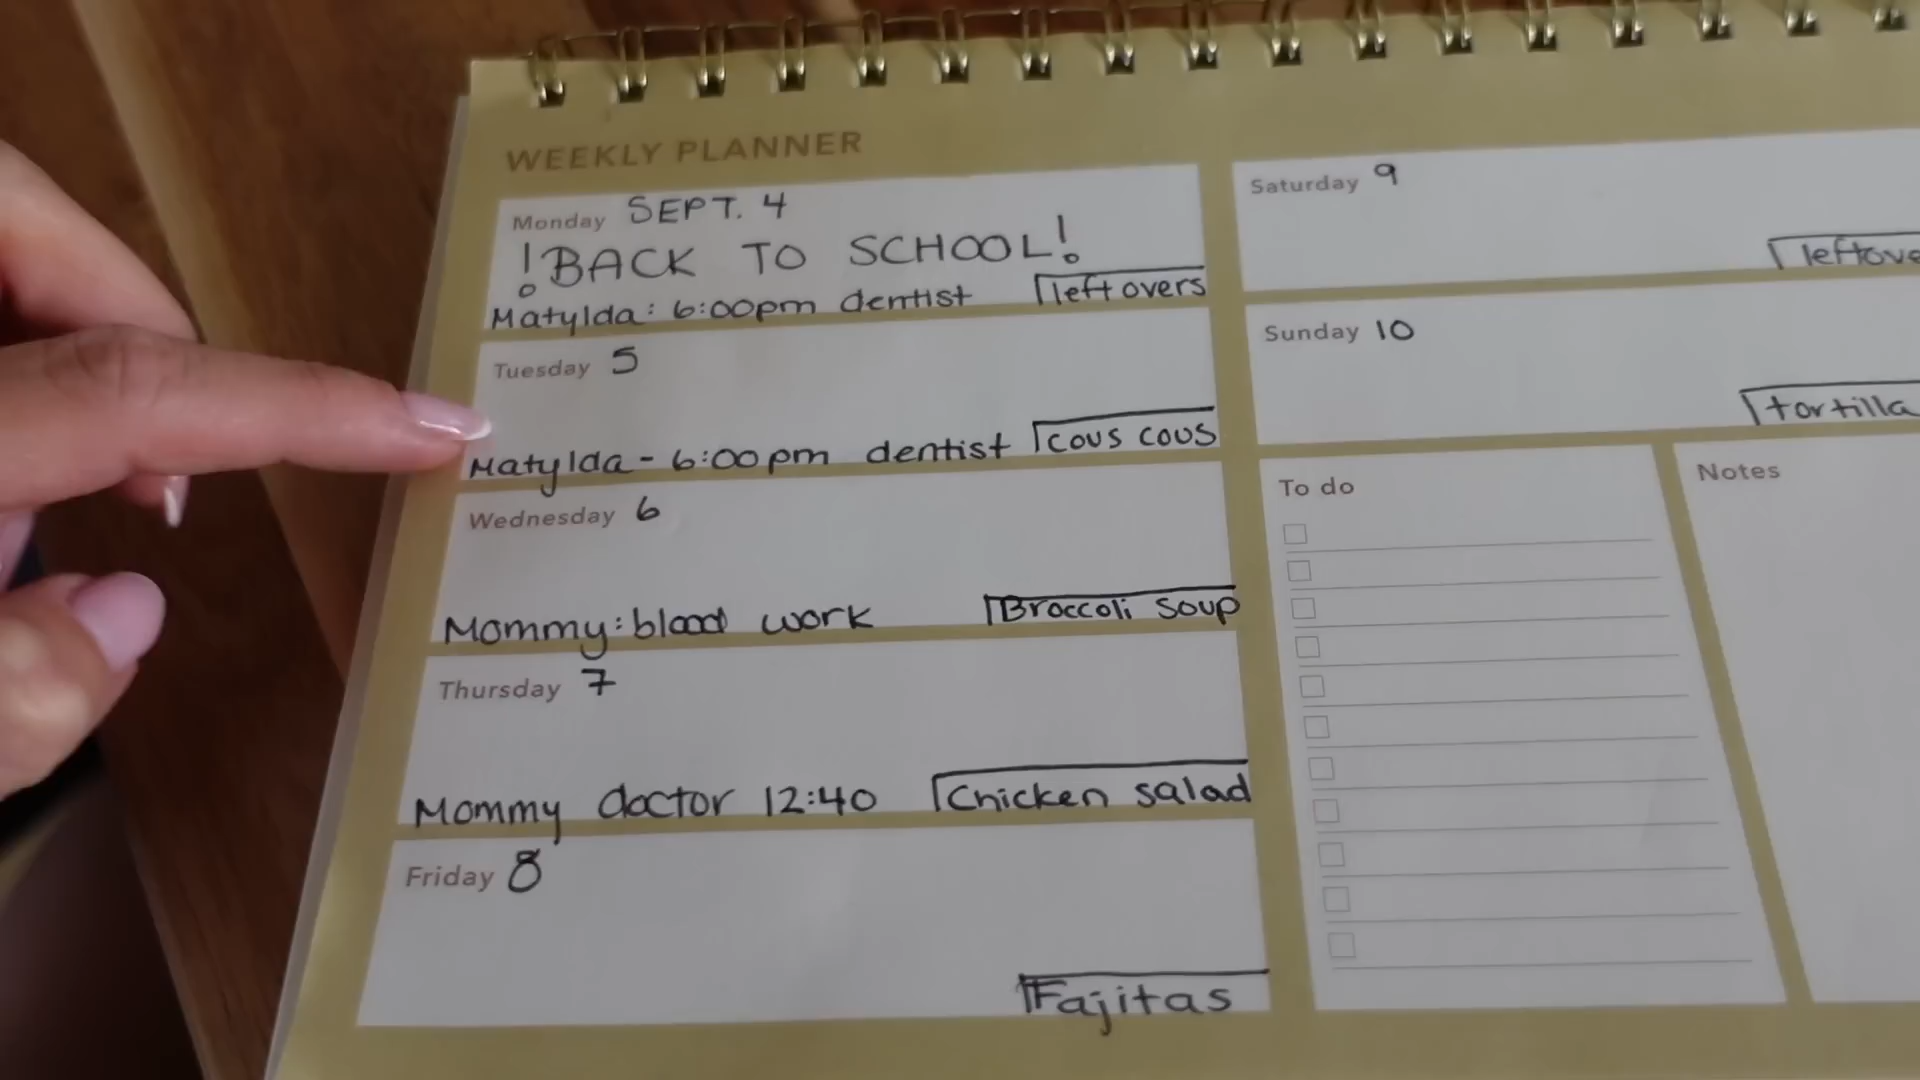 WEEKLY PLANNER
Monday SEPT. 4
!BACK TO SCHOOL!
Matylda: 6:00pm dentist leftovers
Tuesday 5
Matylda - 6:00pm dentist cous cous
Wednesday 6
Mommy: blood work Broccoli soup
Thursday 7
Mommy doctor 12:40 Chicken salad
Friday 8
Fajitas
Saturday 9
leftove
Sunday 10
tortilla
To do
Notes